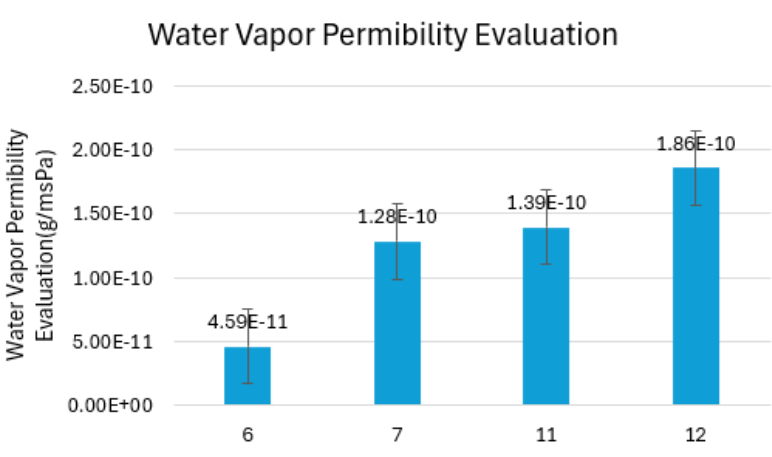 Water Vapor Permibility Evaluation
Water Vapor Permibility
Evaluation(g/msPa)
2.50E-10
2.00E-10
1.50E-10
1.00E-10
5.00E-11
0.00E+00
4.59E-11
1.28E-10
1.39E-10
1.86E-10
6
7
11
12